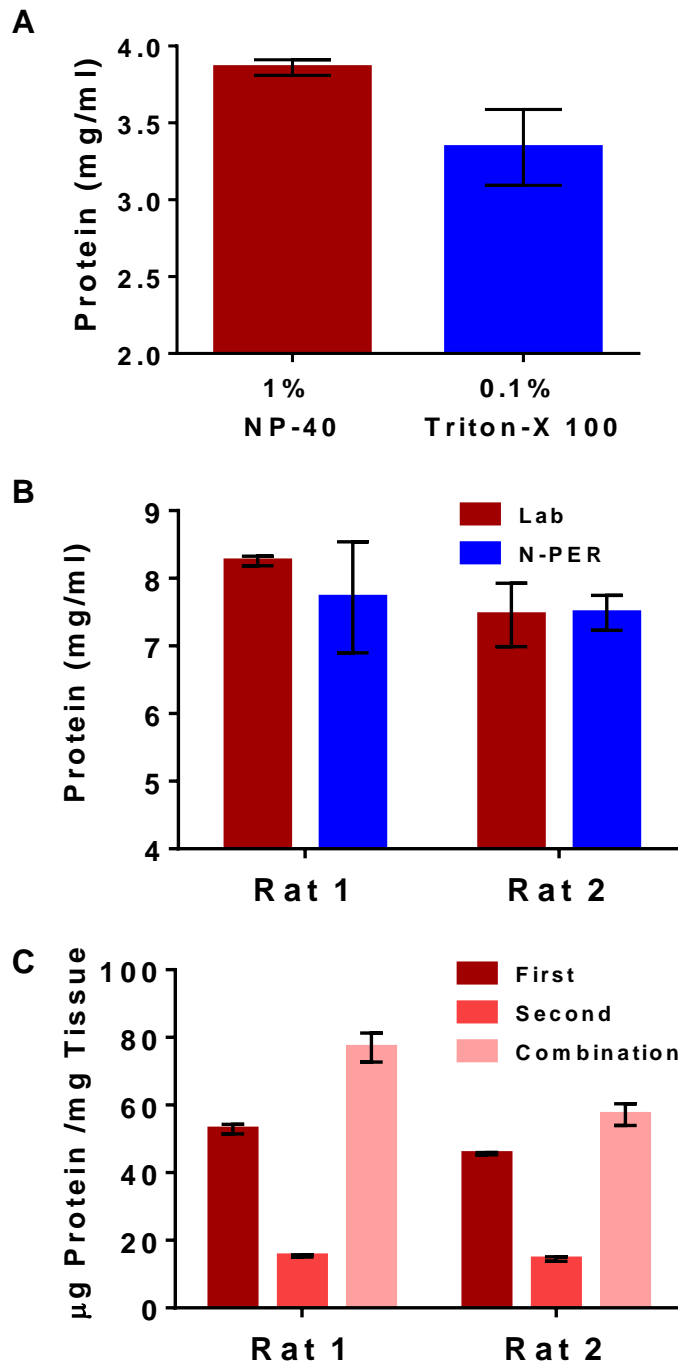 A
Protein (mg/ml)
4.0
3.5
3.0
2.5
2.0
1%
NP-40
0.1%
Triton-X 100
B
Protein (mg/ml)
9
8
7
6
5
4
Lab
N-PER
Rat 1
Rat 2
C
µg Protein /mg Tissue
100
80
60
40
20
0
First
Second
Combination
Rat 1
Rat 2